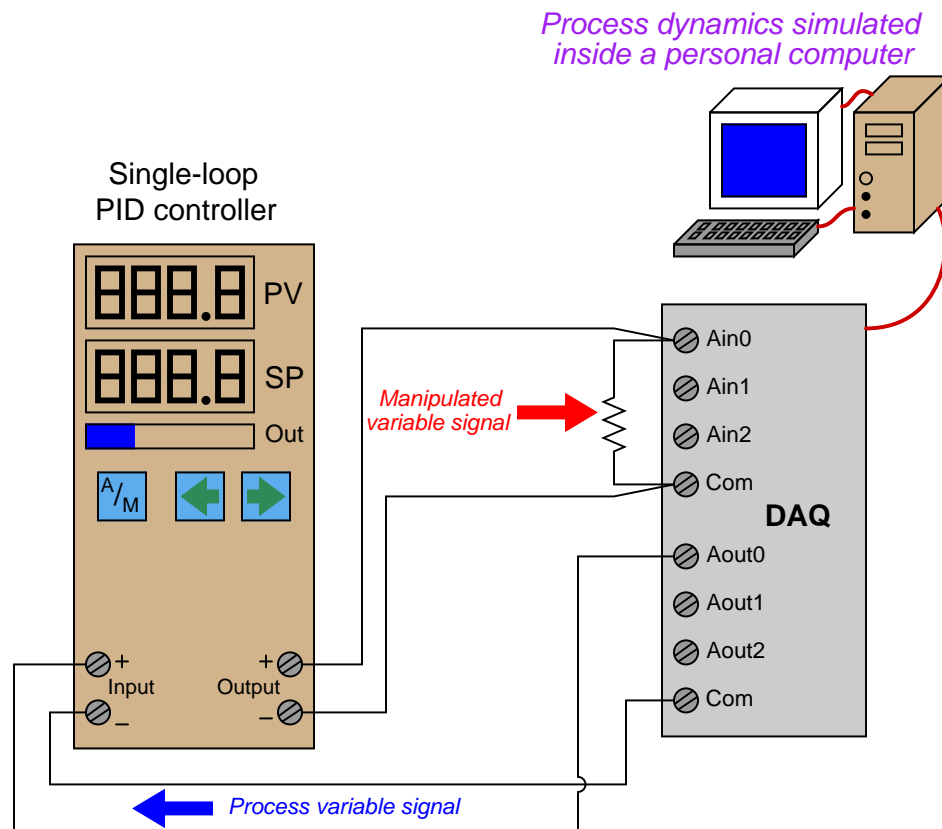 Process dynamics simulated
inside a personal computer
Single-loop
PID controller
888.8 PV
888.8 SP
Out
A/M
Manipulated
variable signal
Ain0
Ain1
Ain2
Com
DAQ
Aout0
Aout1
Aout2
Com
+ +
Input Output
– –
Process variable signal